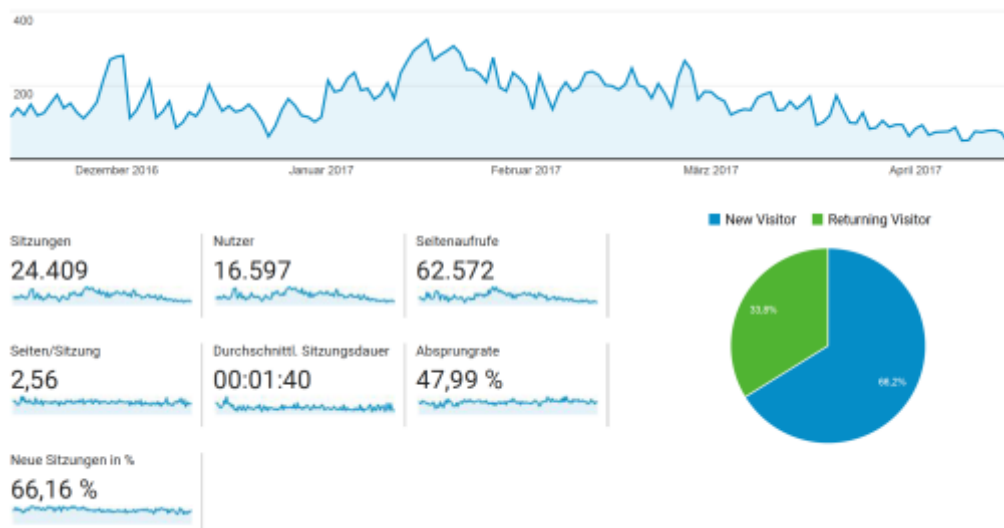 400
200
Dezember 2016 Januar 2017 Februar 2017 März 2017 April 2017
New Visitor Returning Visitor
Sitzungen Nutzer Seitenaufrufe
24.409 16.597 62.572
33,8%
66,2%
Seiten/Sitzung Durchschnittl. Sitzungsdauer Absprungrate
2,56 00:01:40 47,99 %
Neue Sitzungen in %
66,16 %